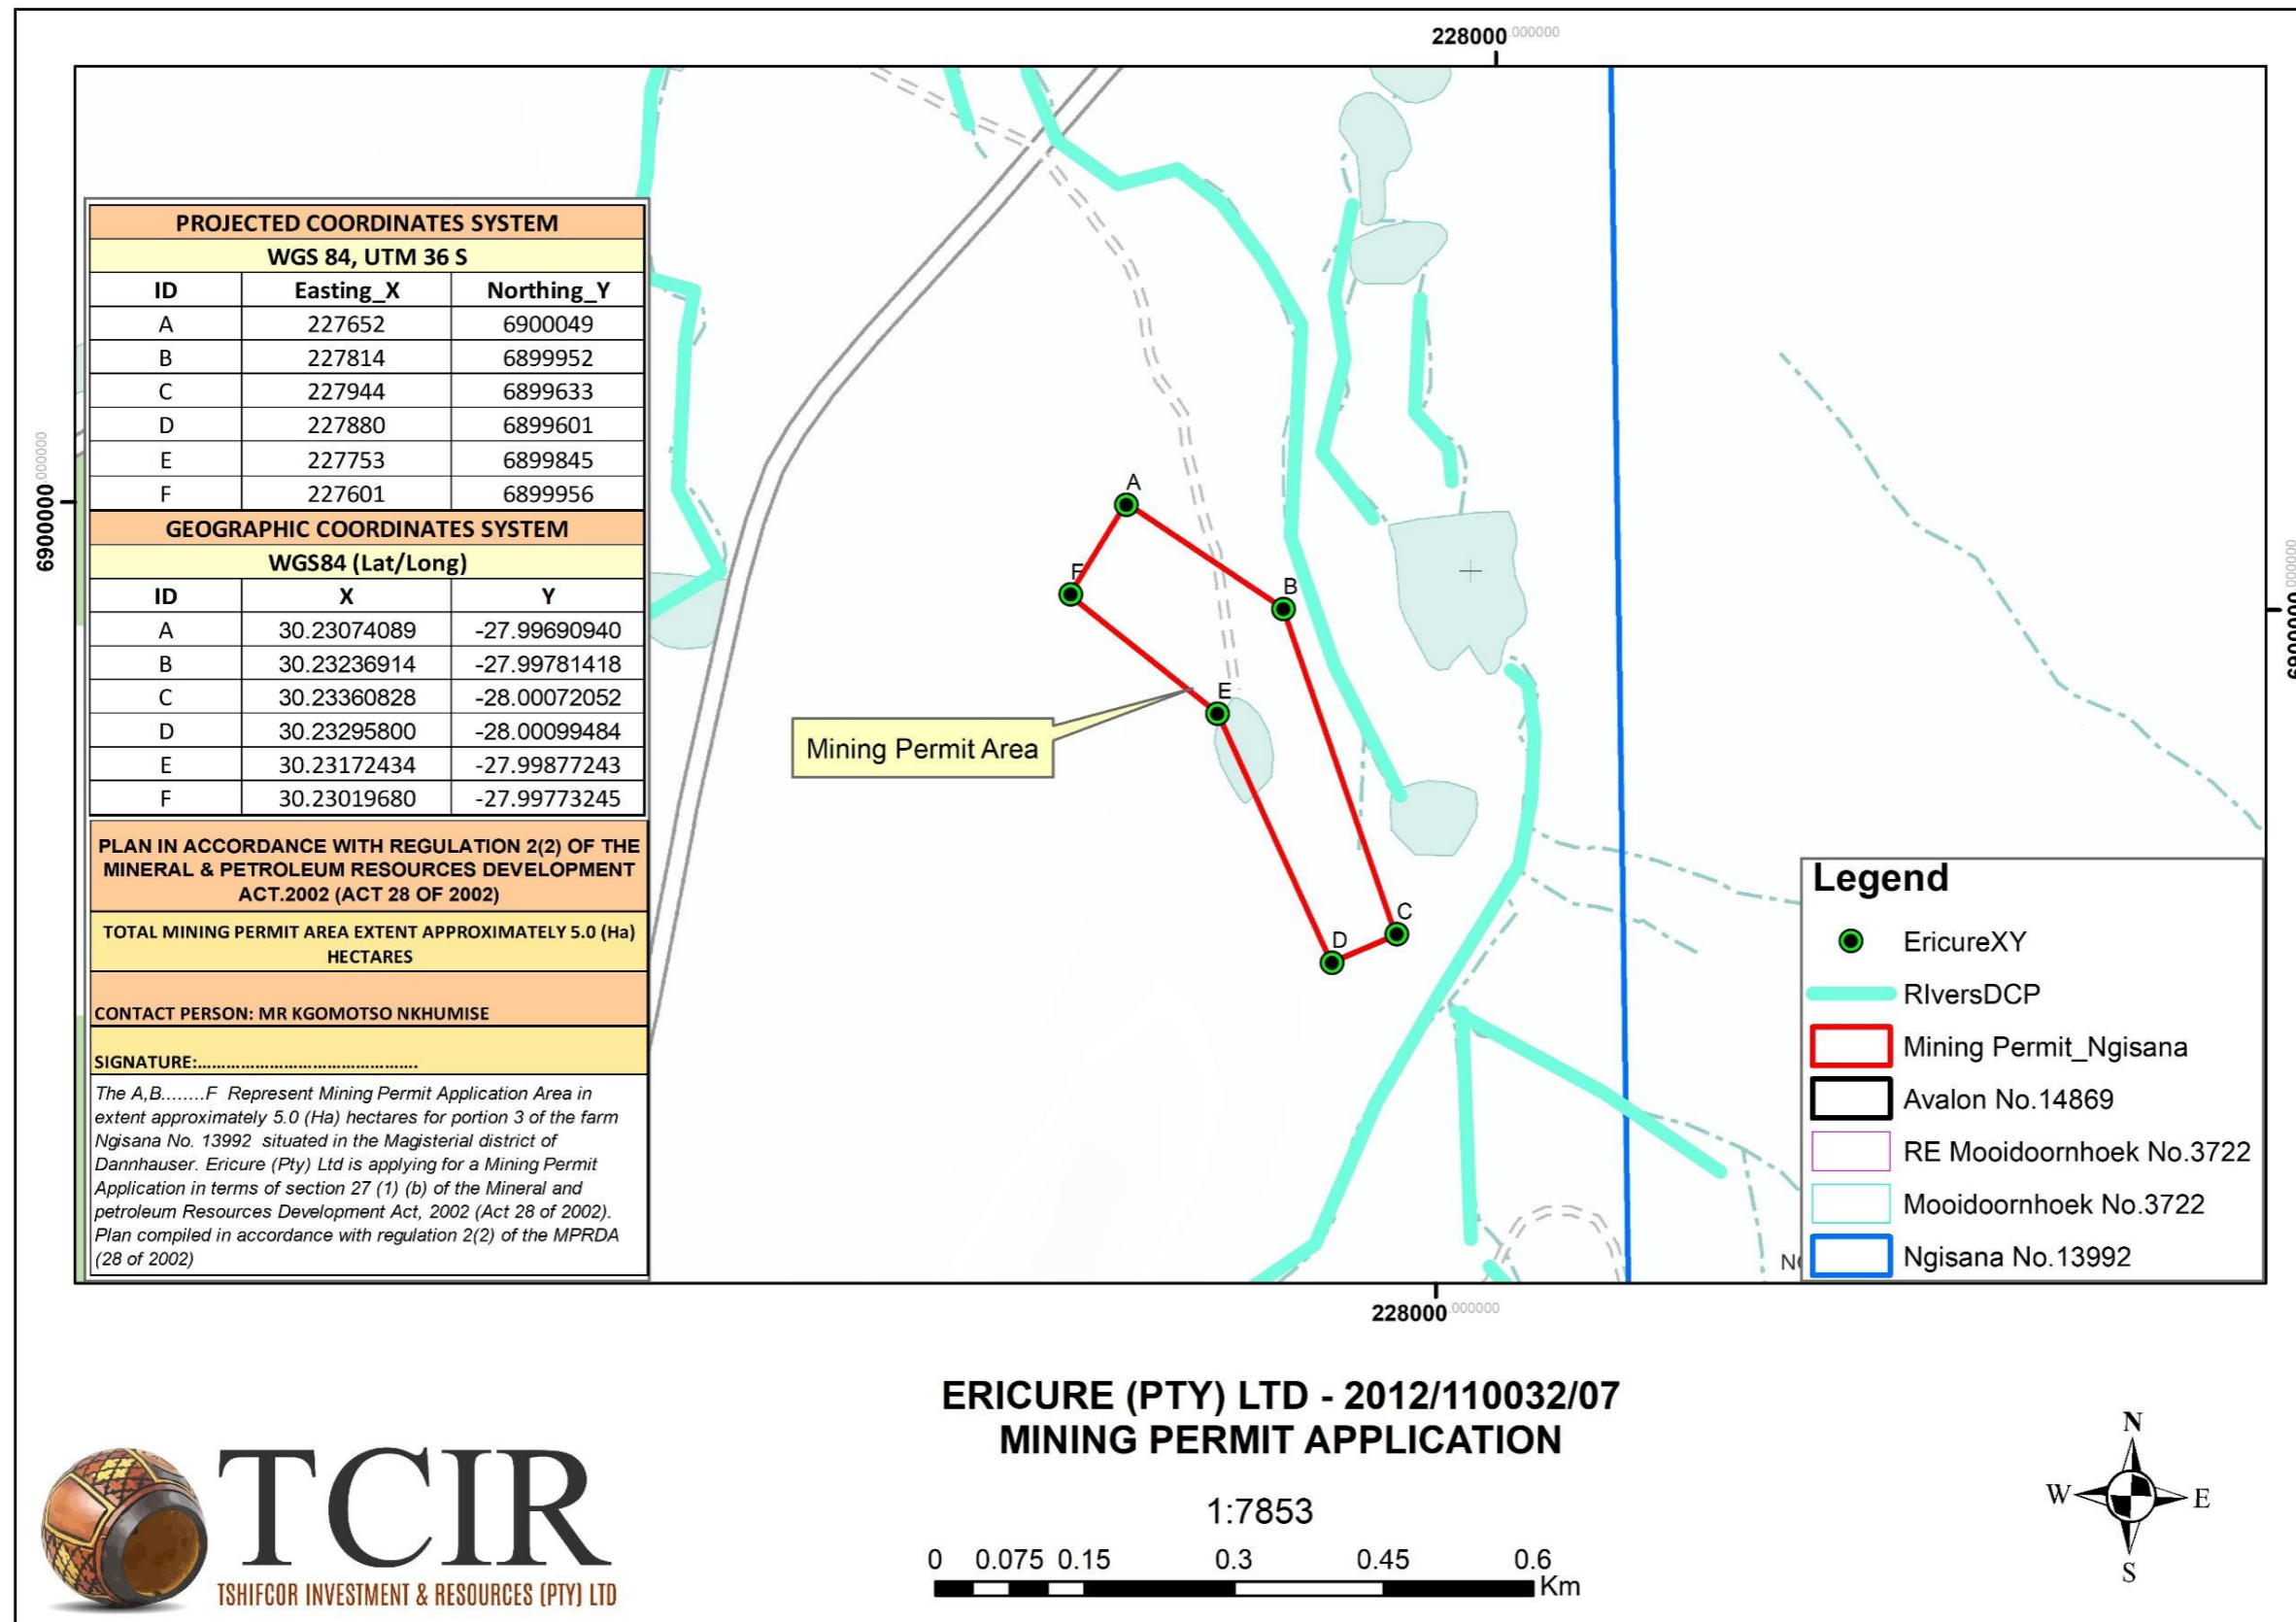 228000.000000
PROJECTED COORDINATES SYSTEM
WGS 84, UTM 36 S
ID Easting_X Northing_Y
A 227652 6900049
B 227814 6899952
C 227944 6899633
D 227880 6899601
E 227753 6899845
F 227601 6899956
GEOGRAPHIC COORDINATES SYSTEM
WGS84 (Lat/Long)
ID X Y
A 30.23074089 -27.99690940
B 30.23236914 -27.99781418
C 30.23360828 -28.00072052
D 30.23295800 -28.00099484
E 30.23172434 -27.99877243
F 30.23019680 -27.99773245
PLAN IN ACCORDANCE WITH REGULATION 2(2) OF THE
MINERAL & PETROLEUM RESOURCES DEVELOPMENT
ACT.2002 (ACT 28 OF 2002)
TOTAL MINING PERMIT AREA EXTENT APPROXIMATELY 5.0 (Ha)
HECTARES
CONTACT PERSON: MR KGOMOTSO NKHUMISE
SIGNATURE:.............................................
The A,B........F Represent Mining Permit Application Area in
extent approximately 5.0 (Ha) hectares for portion 3 of the farm
Ngisana No. 13992 situated in the Magisterial district of
Dannhauser. Ericure (Pty) Ltd is applying for a Mining Permit
Application in terms of section 27 (1) (b) of the Mineral and
petroleum Resources Development Act, 2002 (Act 28 of 2002).
Plan compiled in accordance with regulation 2(2) of the MPRDA
(28 of 2002)
6900000.000000
A
F
B
E
Mining Permit Area
C
D
6900000.000000
Legend
EricureXY
RIversDCP
Mining Permit_Ngisana
Avalon No.14869
RE Mooidoornhoek No.3722
Mooidoornhoek No.3722
Ngisana No.13992
228000.000000
ERICURE (PTY) LTD - 2012/110032/07
MINING PERMIT APPLICATION
1:7853
0 0.075 0.15 0.3 0.45 0.6
Km
TCIR
TSHIFCOR INVESTMENT & RESOURCES (PTY) LTD
N
W E
S